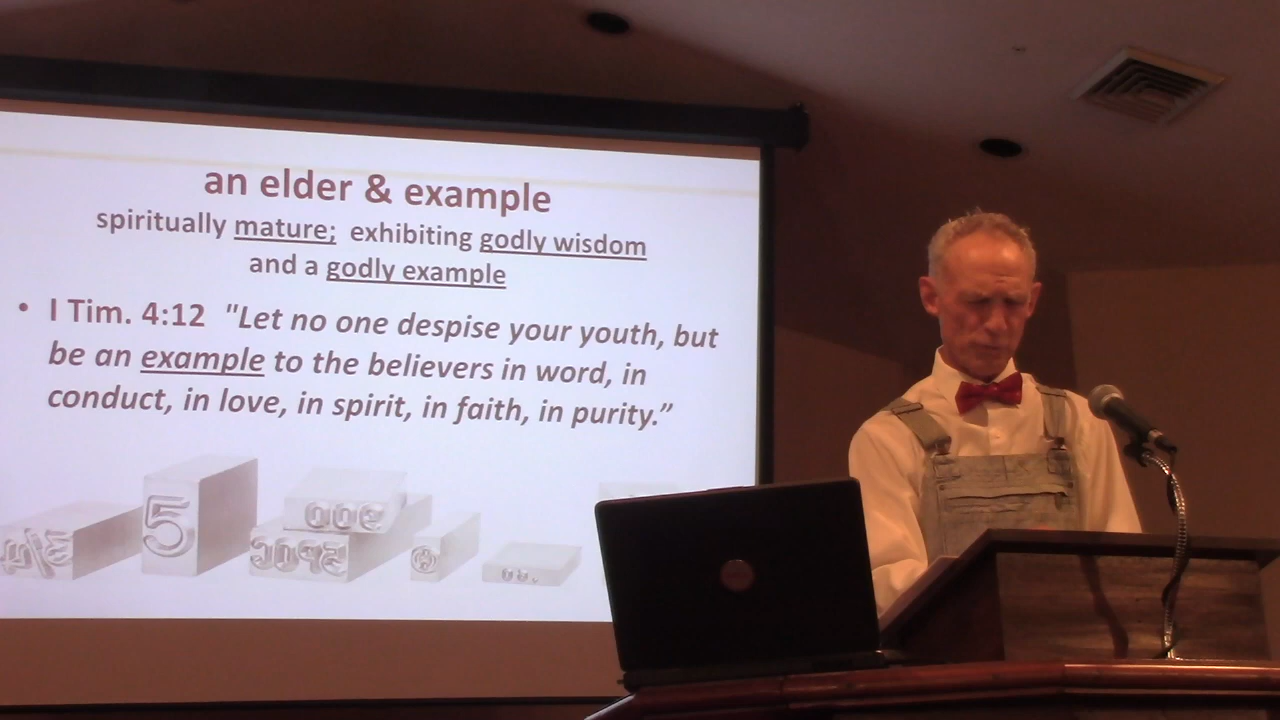 an elder & example
spiritually mature; exhibiting godly wisdom
and a godly example
• I Tim. 4:12 "Let no one despise your youth, but
be an example to the believers in word, in
conduct, in love, in spirit, in faith, in purity.”
5